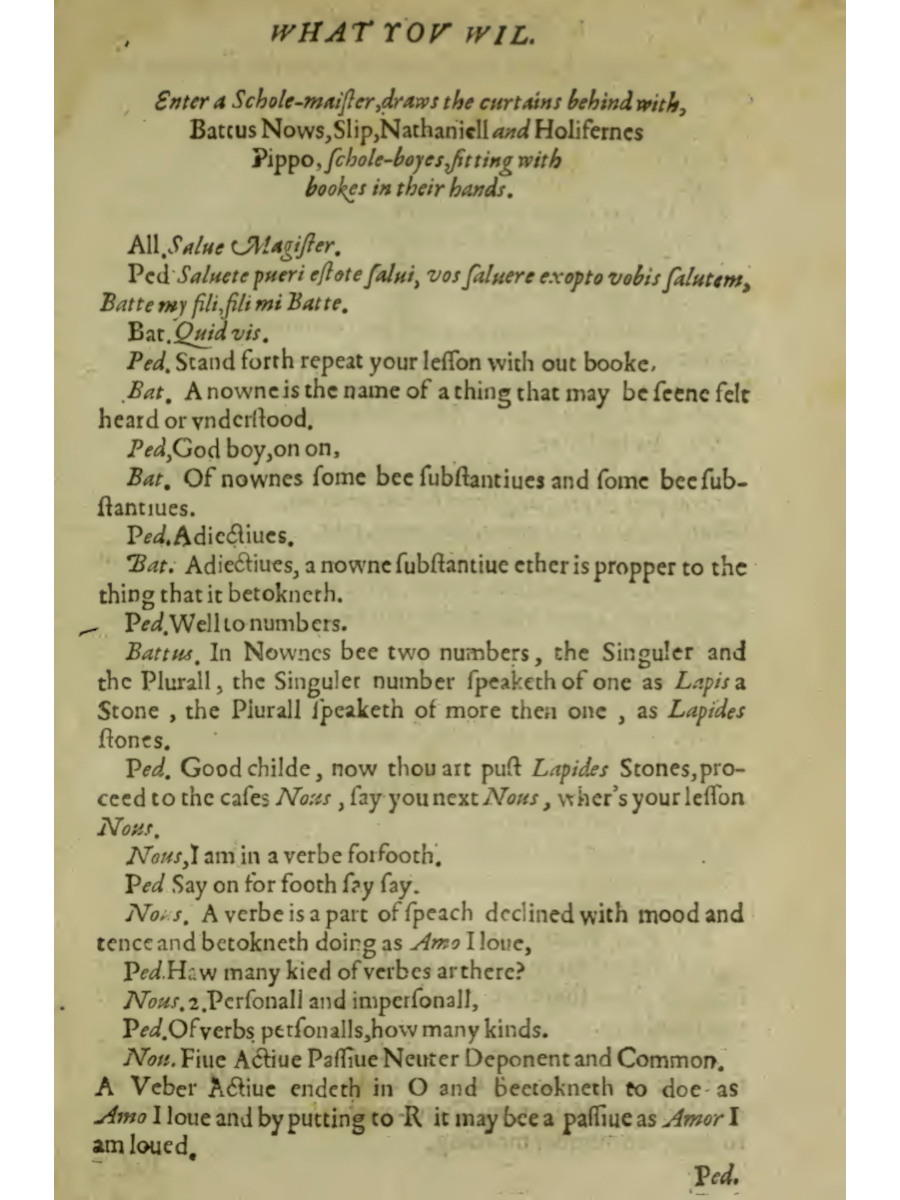 WHAT YOV WIL.
Enter a Schole-maiſter,draws the curtains behind with,
Battus Nows,Slip,Nathaniell and Holifernes
Pippo, ſchole-boyes,ſitting with
bookes in their hands.
All.Salue Magiſter.
Ped Saluete pueri eſtote ſalui, vos ſaluere exopto vobis ſalutem,
Batte my fili,fili mi Batte.
Bat.Quid vis.
Ped. Stand forth repeat your leſſon with out booke.
Bat. A nowne is the name of a thing that may be ſeene felt
heard or vnderſtood.
Ped,God boy,on on,
Bat. Of nownes ſome bee ſubſtantiues and ſome bee ſub-
ſtantiues.
Ped.Adiectiues.
Bat. Adiectiues, a nowne ſubſtantiue ether is propper to the
thing that it betokneth.
Ped.Well to numbers.
Battus. In Nownes bee two numbers, the Singuler and
the Plurall, the Singuler number ſpeaketh of one as Lapis a
Stone , the Plurall ſpeaketh of more then one , as Lapides
ſtones.
Ped. Good childe, now thou art puſt Lapides Stones,pro-
ceed to the caſes Nous , ſay you next Nous, wher's your leſſon
Nous.
Nous,I am in a verbe forſooth.
Ped Say on for footh ſay ſay.
Nous. A verbe is a part of ſpeach declined with mood and
tence and betokneth doing as Amo I loue,
Ped.Haw many kied of verbes ar there?
Nous.2.Perſonall and imperſonall,
Ped.Of verbs perſonalls,how many kinds.
Nou. Fiue Actiue Paſſiue Neuter Deponent and Common.
A Veber Actiue endeth in O and beetokneth to doe as
Amo I loue and by putting to R it may bee a paſſiue as Amor I
am loued.
Ped.